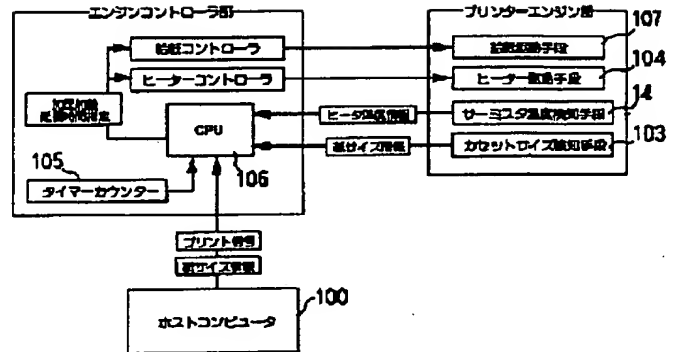 エンジンコントローラ部
プリンターエンジン部
給紙コントローラ
ヒーターコントローラ
CPU
106
105
タイマーカウンター
ヒータ温度情報
紙サイズ情報
給紙駆動手段
107
ヒーター駆動手段
104
サーミスタ温度検知手段
14
カセットサイズ検知手段
103
プリント信号
紙サイズ情報
ホストコンピュータ
100